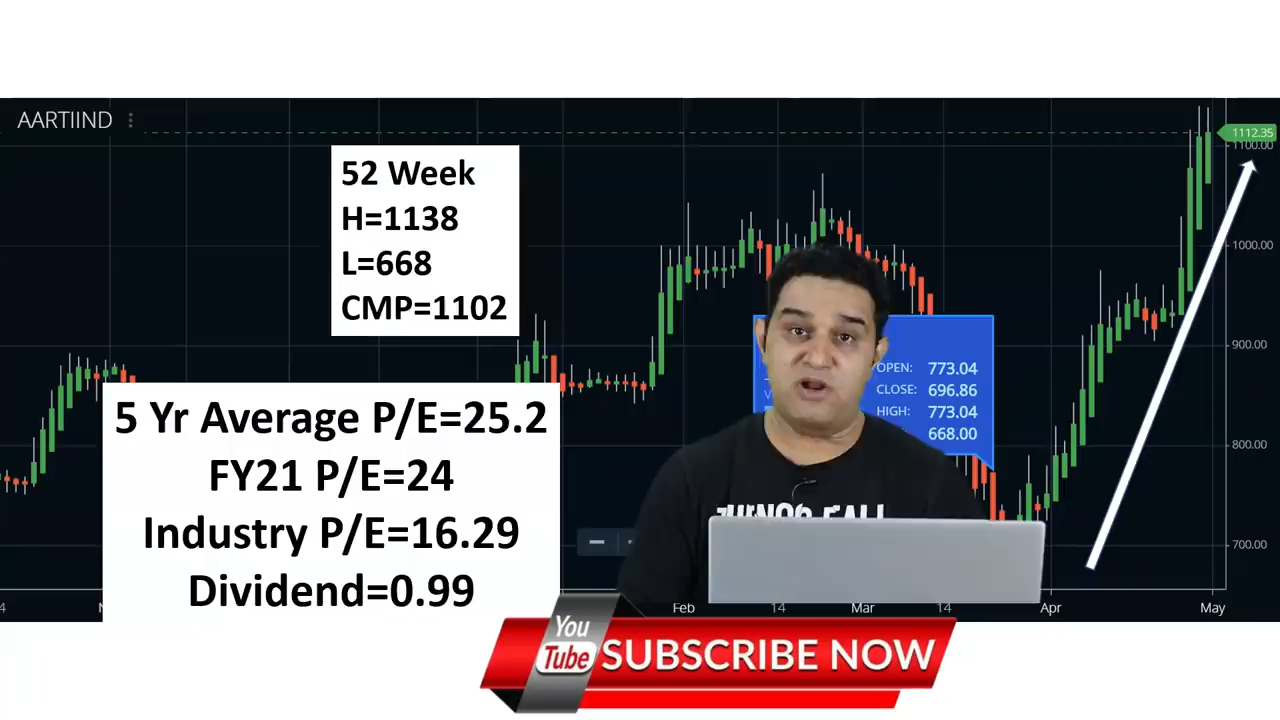 AARTIIND
1112.35
1100.00
52 Week
H=1138
L=668
CMP=1102
1000.00
900.00
OPEN: 773.04
CLOSE: 696.86
HIGH: 773.04
668.00
5 Yr Average P/E=25.2
FY21 P/E=24
Industry P/E=16.29
Dividend=0.99
800.00
THINGS FALL
700.00
Feb 14 Mar 14 Apr May
You
Tube
SUBSCRIBE NOW